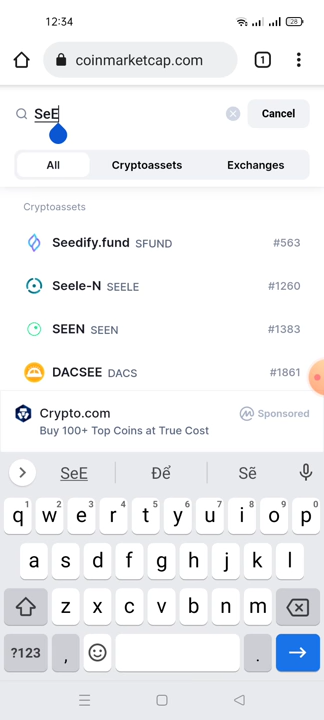 12:34
28
coinmarketcap.com
1
SeE
Cancel
All
Cryptoassets
Exchanges
Cryptoassets
Seedify.fund SFUND #563
Seele-N SEELE #1260
SEEN SEEN #1383
DACSEE DACS #1861
Crypto.com Sponsored
Buy 100+ Top Coins at True Cost
SeE Để Sẽ
1 2 3 4 5 6 7 8 9 0
q w e r t y u i o p
a s d f g h j k l
z x c v b n m
?123 , .